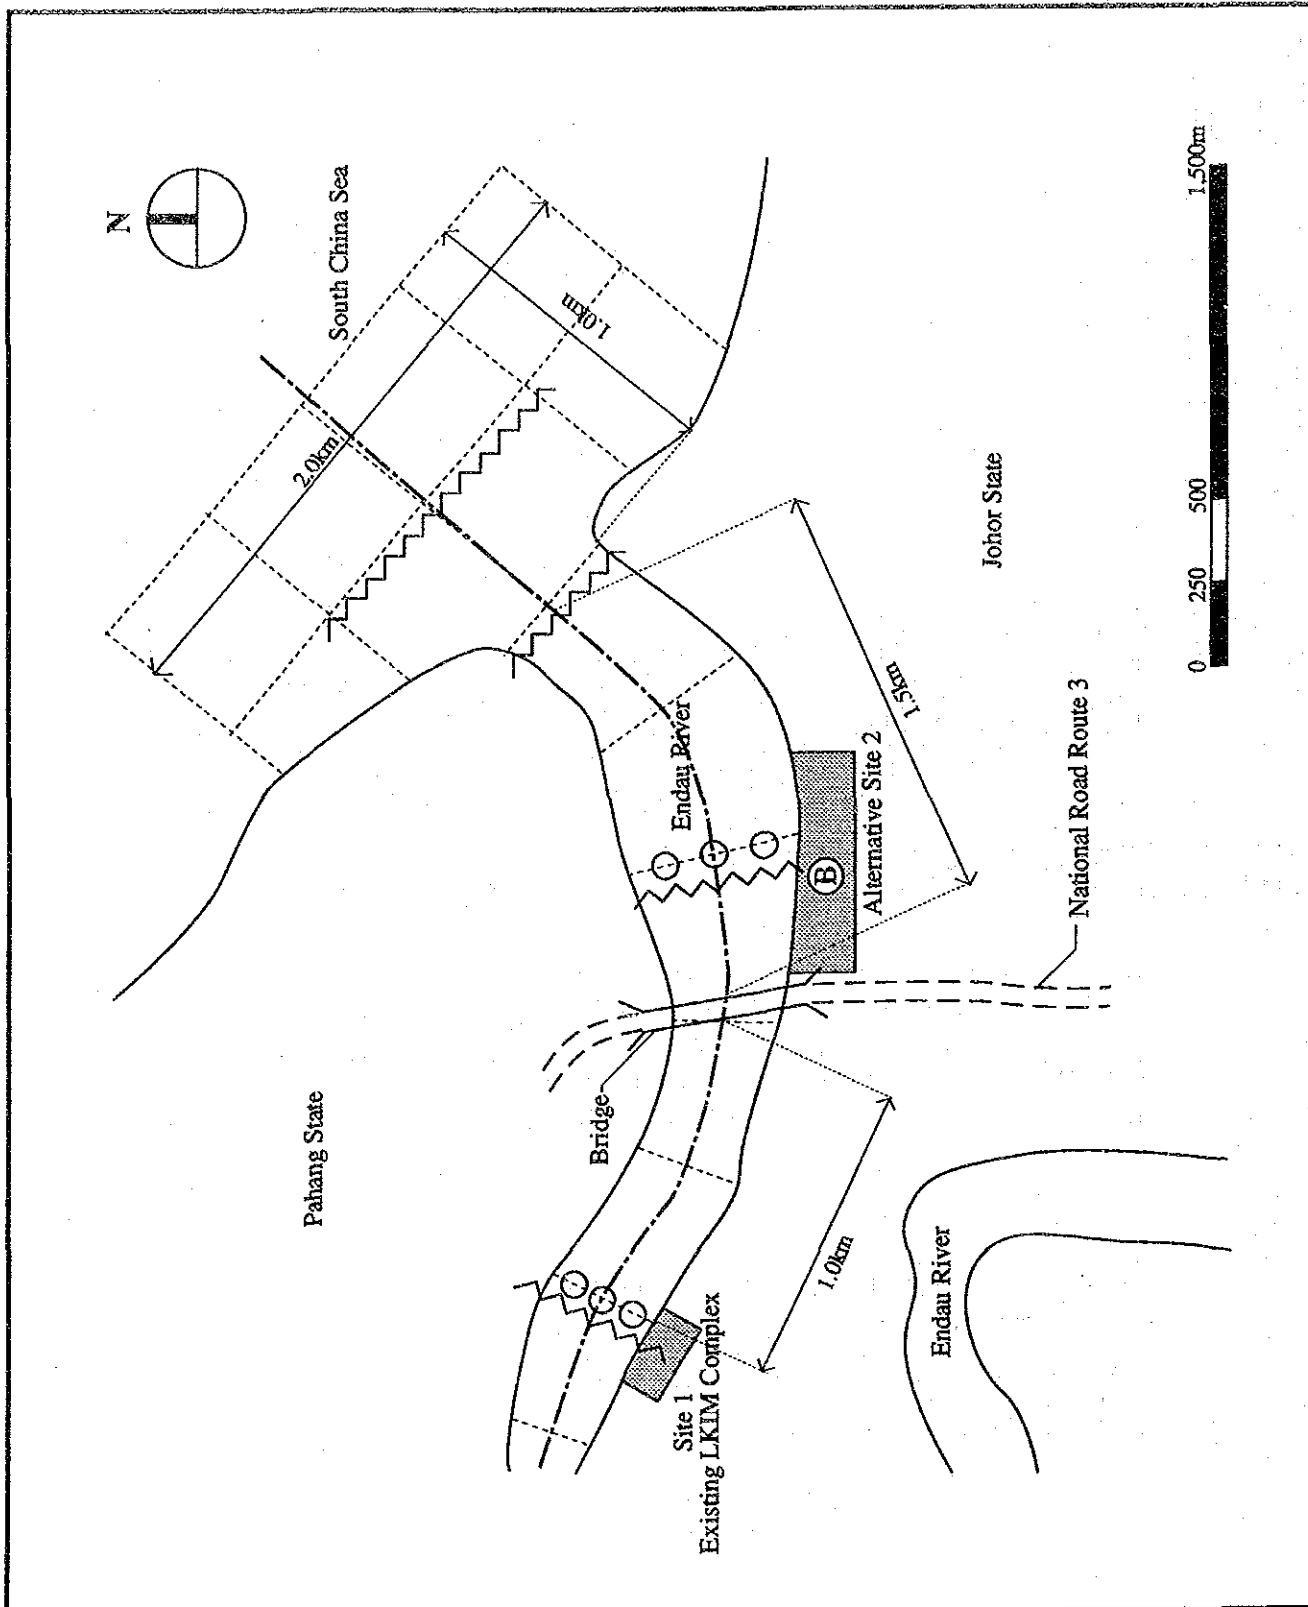 N
South China Sea
2.0km
1.0km
Pahang State
Bridge
Endau River
Johor State
1.5km
B
Alternative Site 2
National Road Route 3
1.0km
Site 1
Existing LKIM Complex
Endau River
0 250 500 1,500m